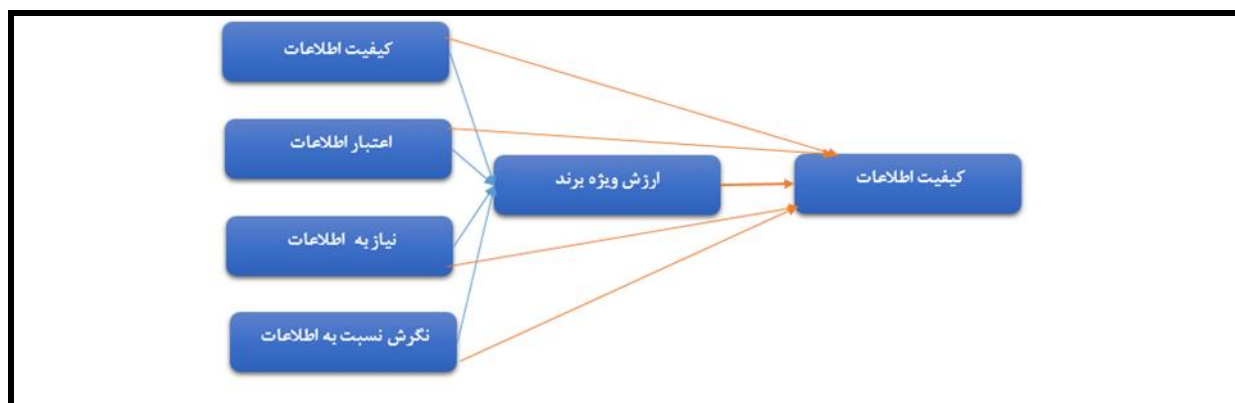 کیفیت اطلاعات
اعتبار اطلاعات
نیاز به اطلاعات
نگرش نسبت به اطلاعات
ارزش ویژه برند
کیفیت اطلاعات